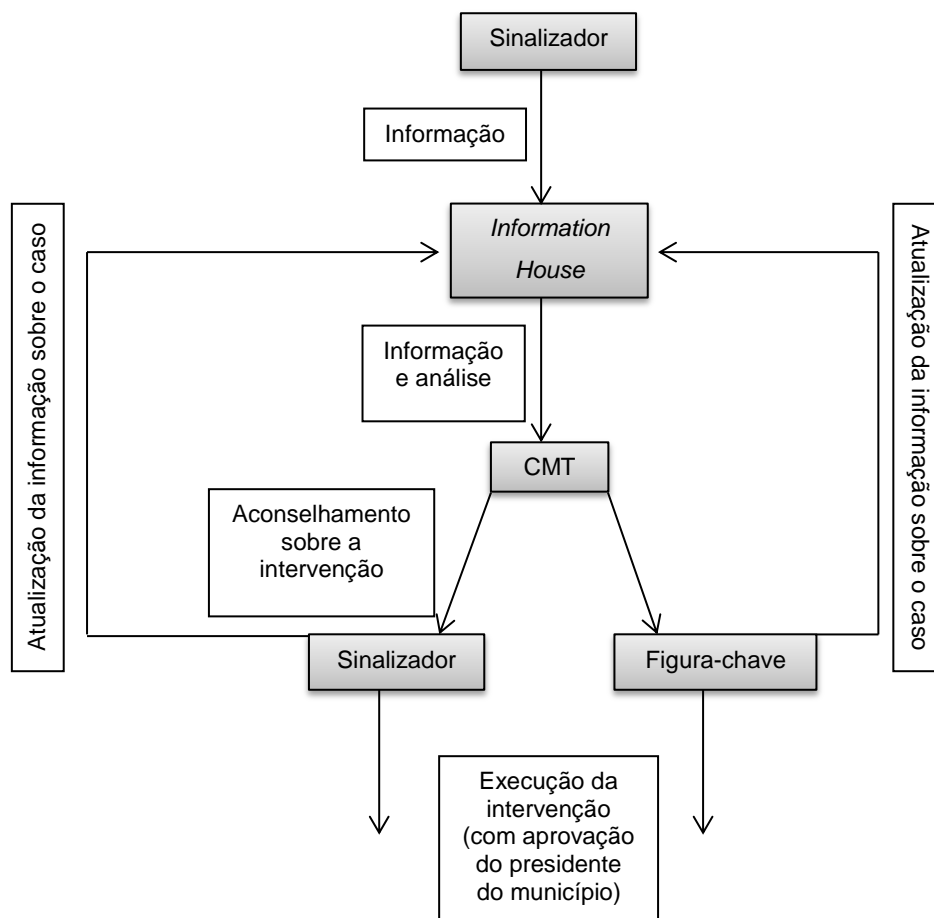 Sinalizador
Informação
Information
House
Atualização da informação sobre o caso
Atualização da informação sobre o caso
Informação
e análise
CMT
Aconselhamento
sobre a
intervenção
Sinalizador
Figura-chave
Execução da
intervenção
(com aprovação
do presidente
do município)